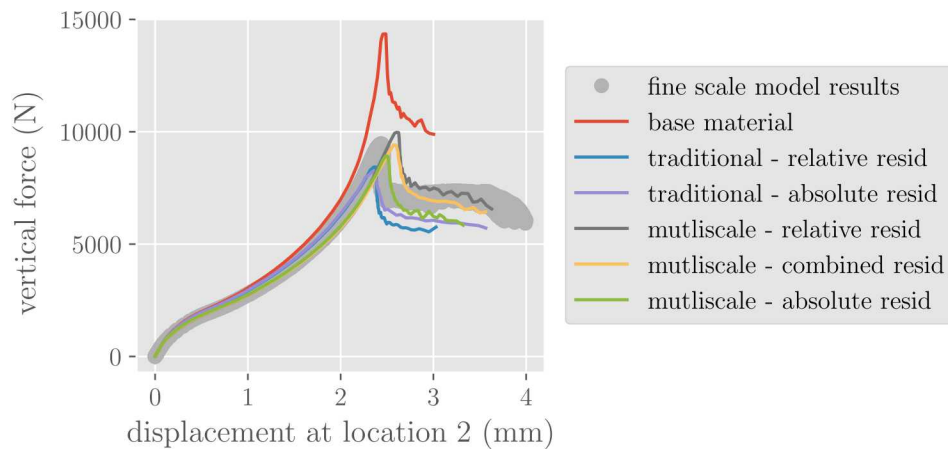 15000
10000
5000
0
vertical force (N)
0 1 2 3 4
displacement at location 2 (mm)
fine scale model results
base material
traditional - relative resid
traditional - absolute resid
mutliscale - relative resid
mutliscale - combined resid
mutliscale - absolute resid